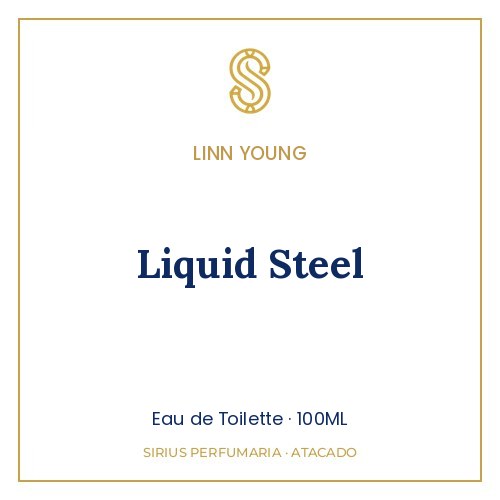 LINN YOUNG
Liquid Steel
Eau de Toilette · 100ML
SIRIUS PERFUMARIA · ATACADO